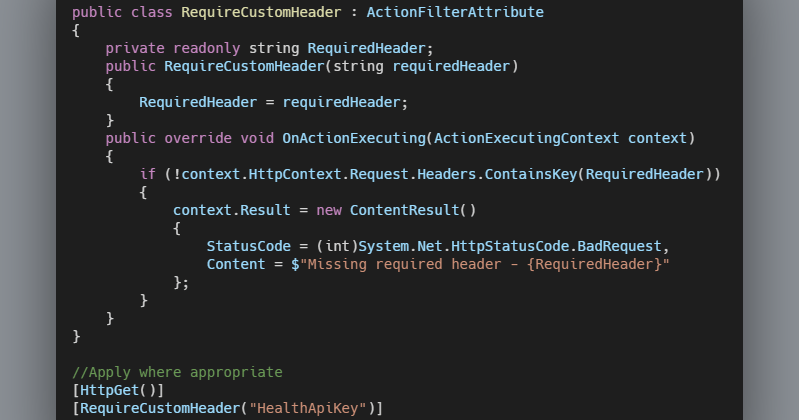 public class RequireCustomHeader : ActionFilterAttribute
{
    private readonly string RequiredHeader;
    public RequireCustomHeader(string requiredHeader)
    {
        RequiredHeader = requiredHeader;
    }
    public override void OnActionExecuting(ActionExecutingContext context)
    {
        if (!context.HttpContext.Request.Headers.ContainsKey(RequiredHeader))
        {
            context.Result = new ContentResult()
            {
                StatusCode = (int)System.Net.HttpStatusCode.BadRequest,
                Content = $"Missing required header - {RequiredHeader}"
            };
        }
    }
}

//Apply where appropriate
[HttpGet()]
[RequireCustomHeader("HealthApiKey")]